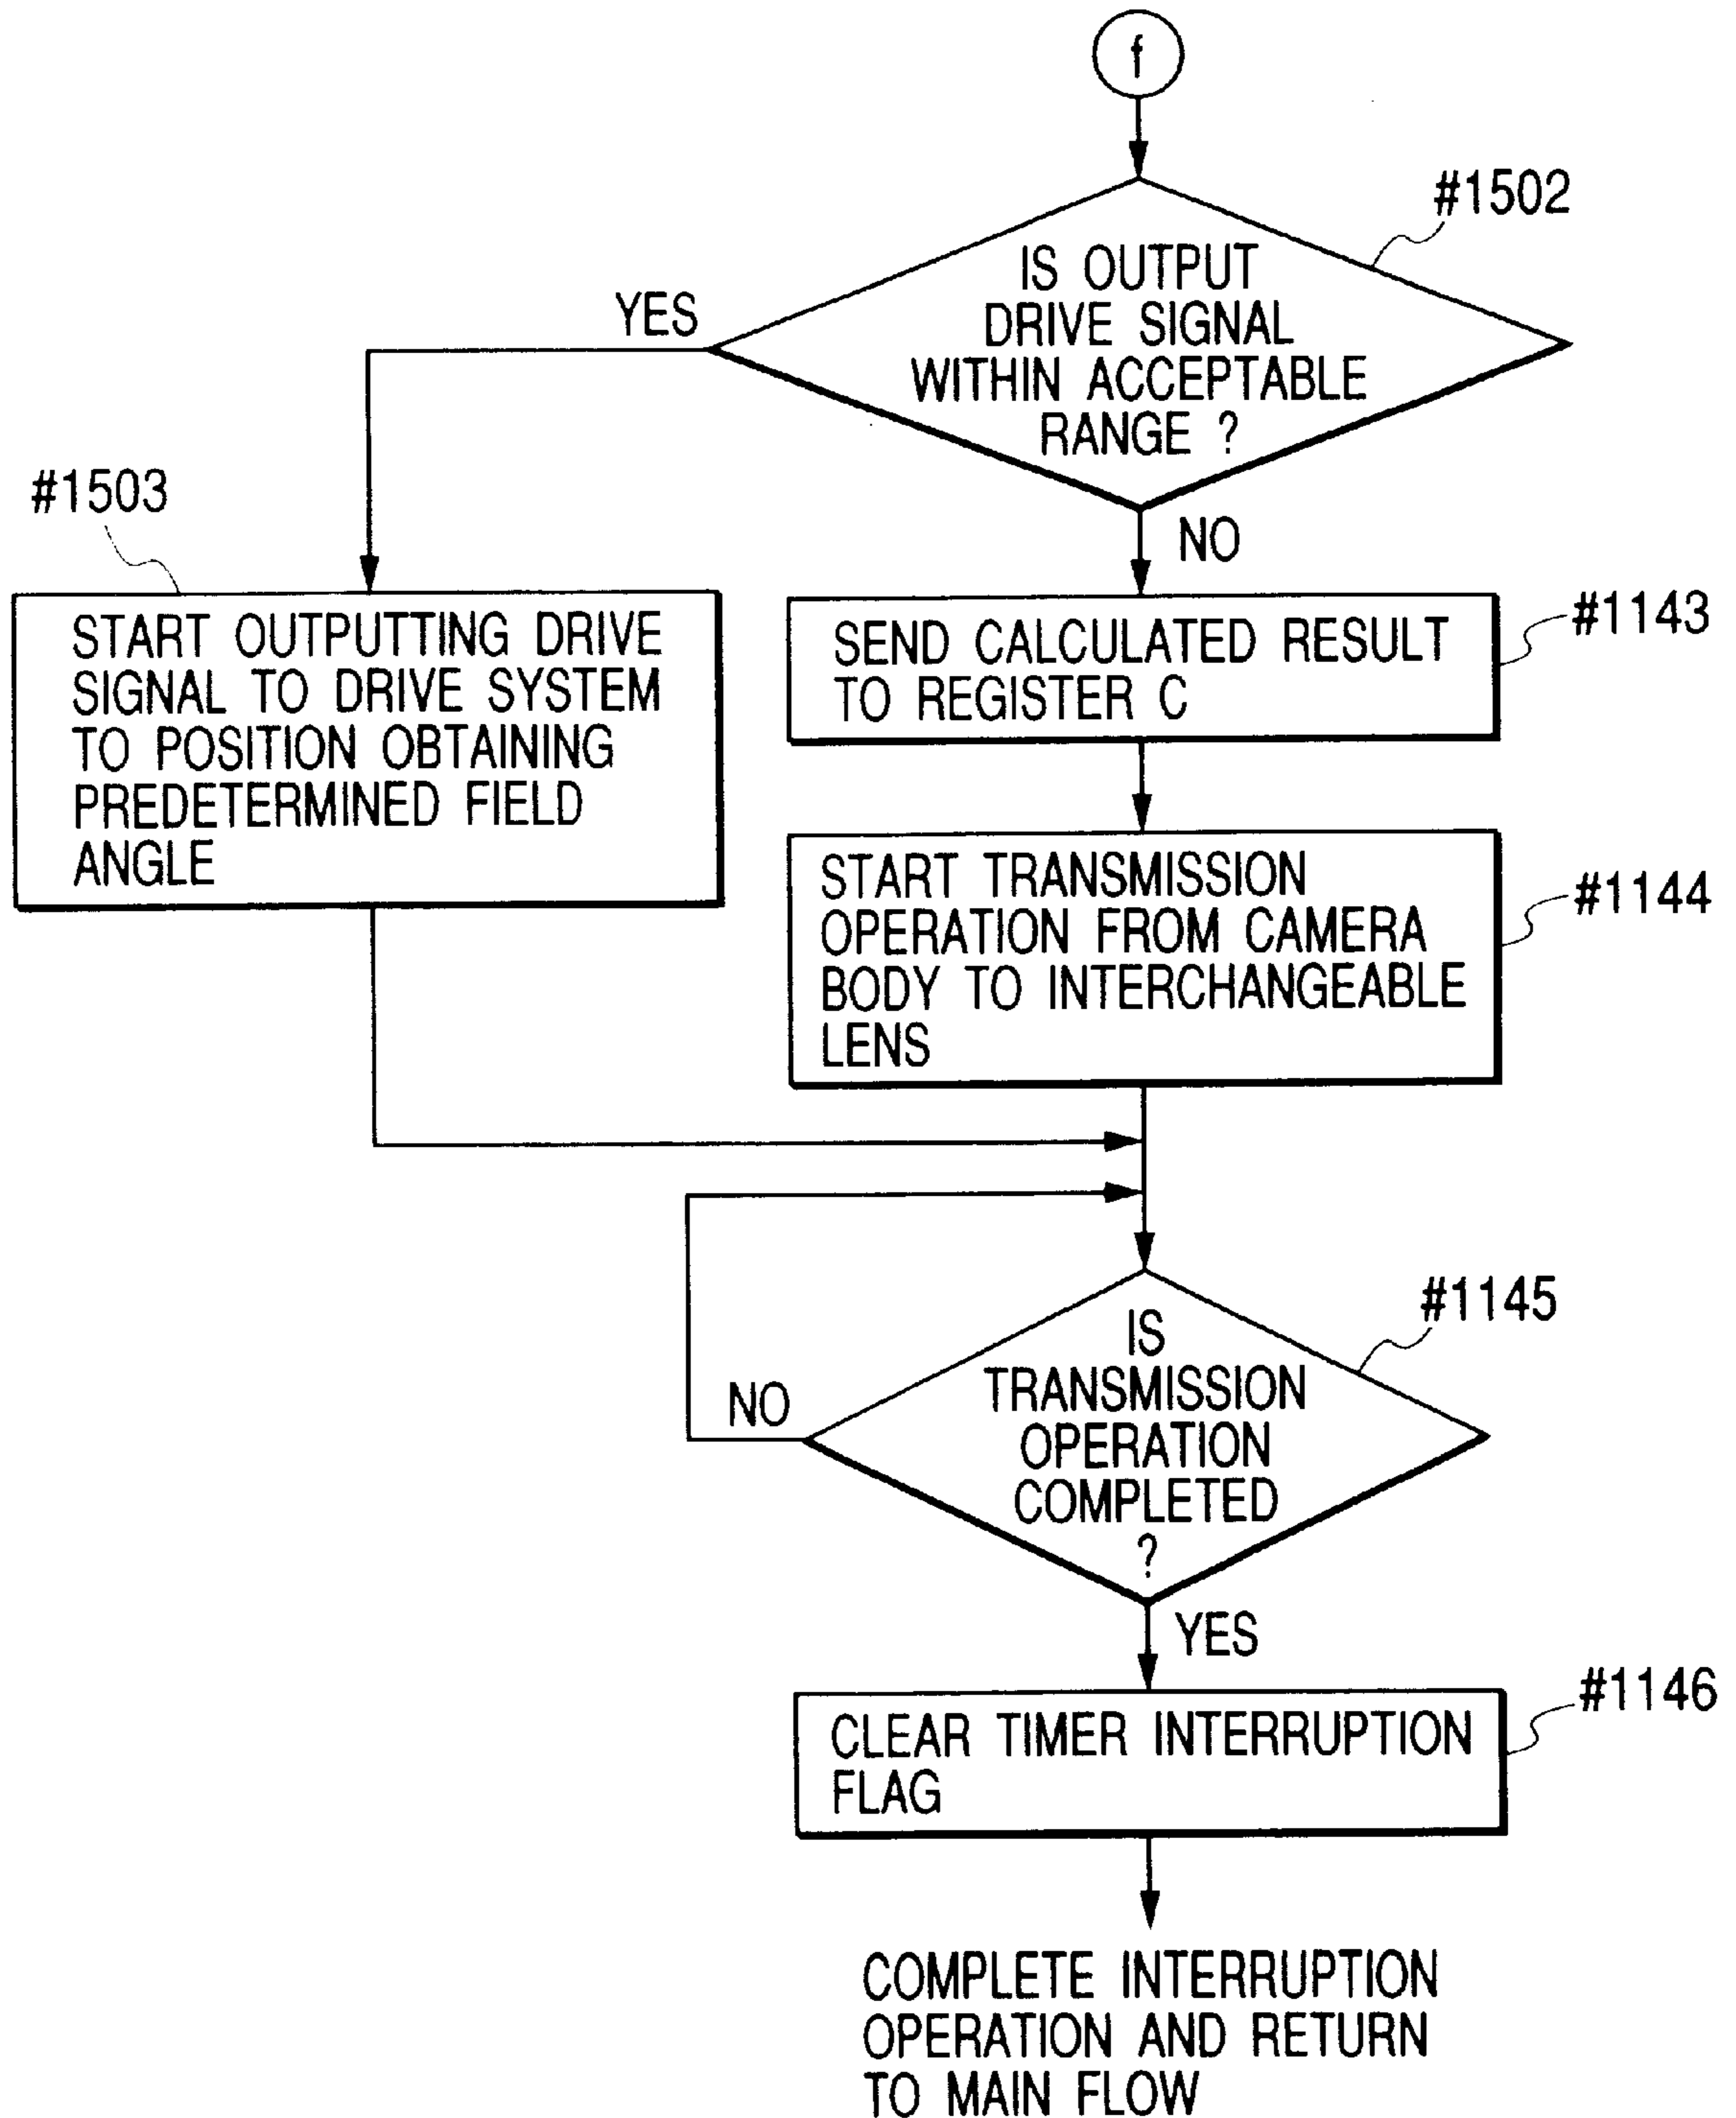 f
#1502
IS OUTPUT
DRIVE SIGNAL
WITHIN ACCEPTABLE
RANGE ?
YES
NO
#1503
START OUTPUTTING DRIVE
SIGNAL TO DRIVE SYSTEM
TO POSITION OBTAINING
PREDETERMINED FIELD
ANGLE
#1143
SEND CALCULATED RESULT
TO REGISTER C
#1144
START TRANSMISSION
OPERATION FROM CAMERA
BODY TO INTERCHANGEABLE
LENS
#1145
IS
TRANSMISSION
OPERATION
COMPLETED
?
NO
YES
#1146
CLEAR TIMER INTERRUPTION
FLAG
COMPLETE INTERRUPTION
OPERATION AND RETURN
TO MAIN FLOW